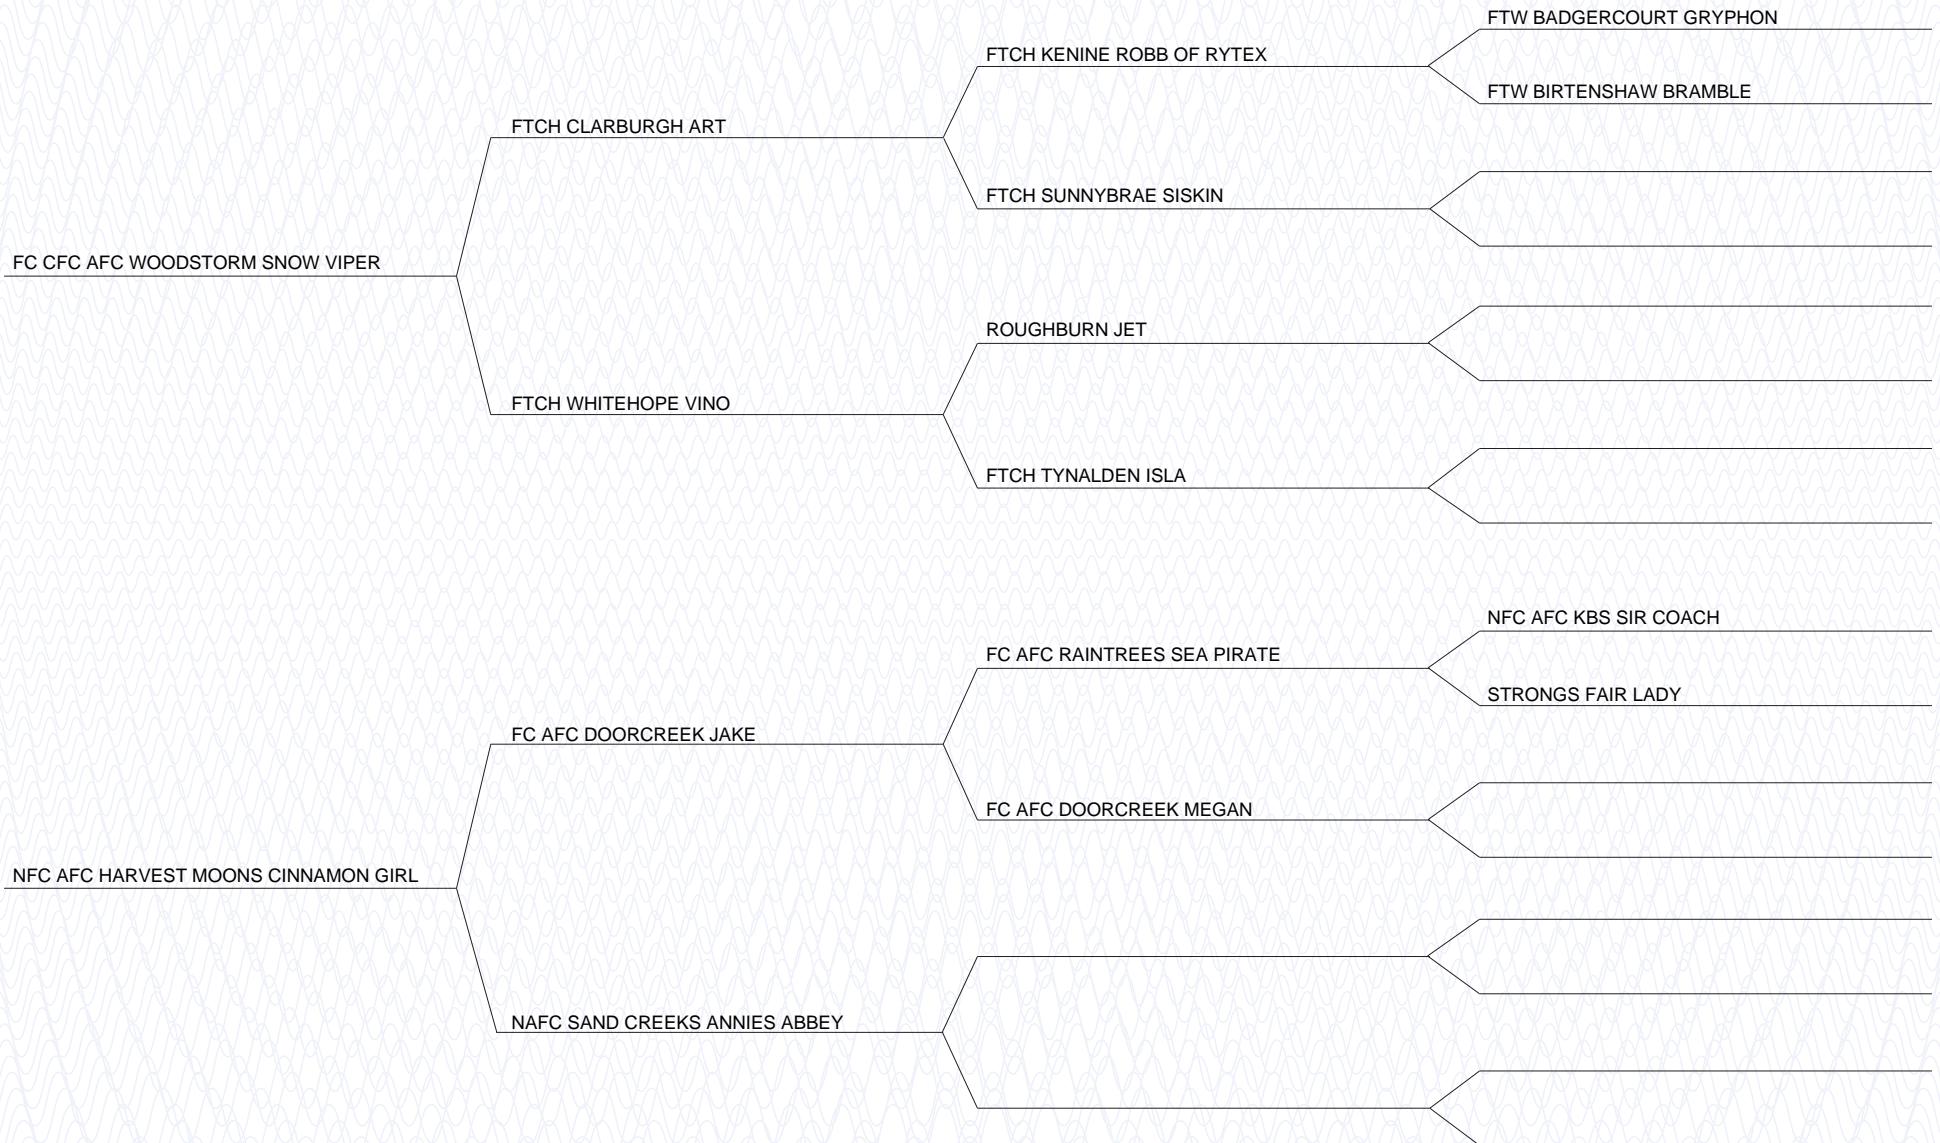 FTW BADGERCOURT GRYPHON
FTCH KENINE ROBB OF RYTEX
FTW BIRTENSHAW BRAMBLE
FTCH CLARBURGH ART
FTCH SUNNYBRAE SISKIN
FC CFC AFC WOODSTORM SNOW VIPER
ROUGHBURN JET
FTCH WHITEHOPE VINO
FTCH TYNALDEN ISLA
NFC AFC KBS SIR COACH
FC AFC RAINTREES SEA PIRATE
STRONGS FAIR LADY
FC AFC DOORCREEK JAKE
FC AFC DOORCREEK MEGAN
NFC AFC HARVEST MOONS CINNAMON GIRL
NAFC SAND CREEKS ANNIES ABBEY